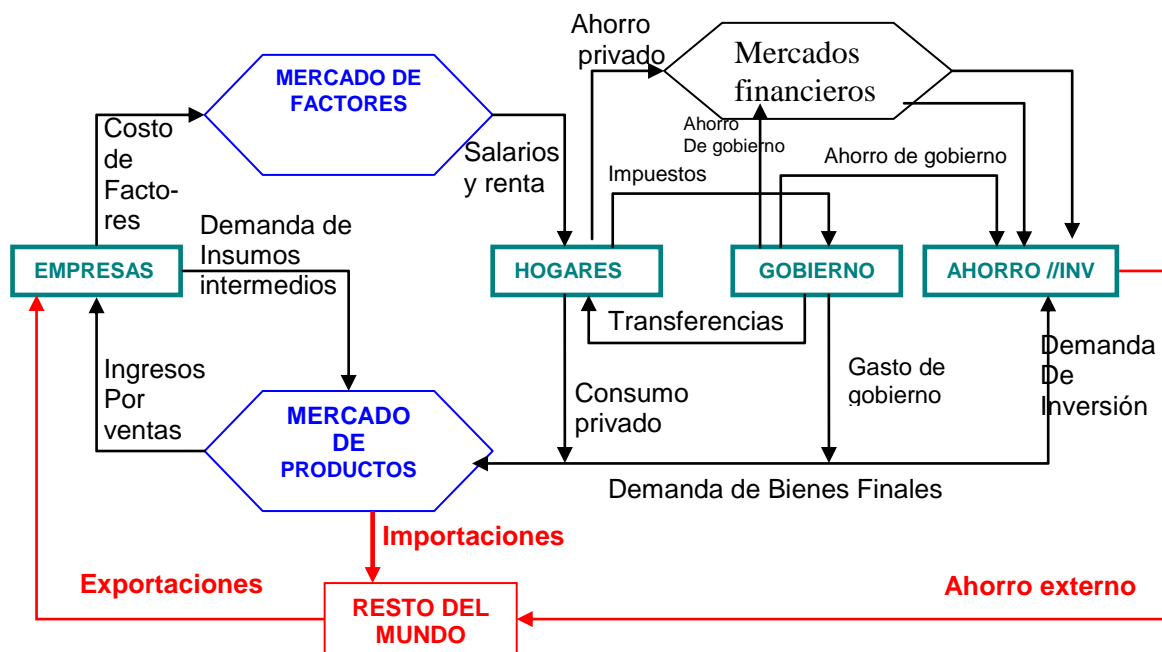 Ahorro
privado
Mercados
financieros
MERCADO DE
FACTORES
Costo
de
Facto-
res
Salarios
y renta
Ahorro
De gobierno
Ahorro de gobierno
Impuestos
Demanda de
Insumos
intermedios
EMPRESAS
HOGARES
GOBIERNO
AHORRO //INV
Transferencias
Ingresos
Por
ventas
Consumo
privado
Gasto de
gobierno
Demanda
De
Inversión
MERCADO
DE
PRODUCTOS
Demanda de Bienes Finales
Importaciones
Exportaciones
Ahorro externo
RESTO DEL
MUNDO